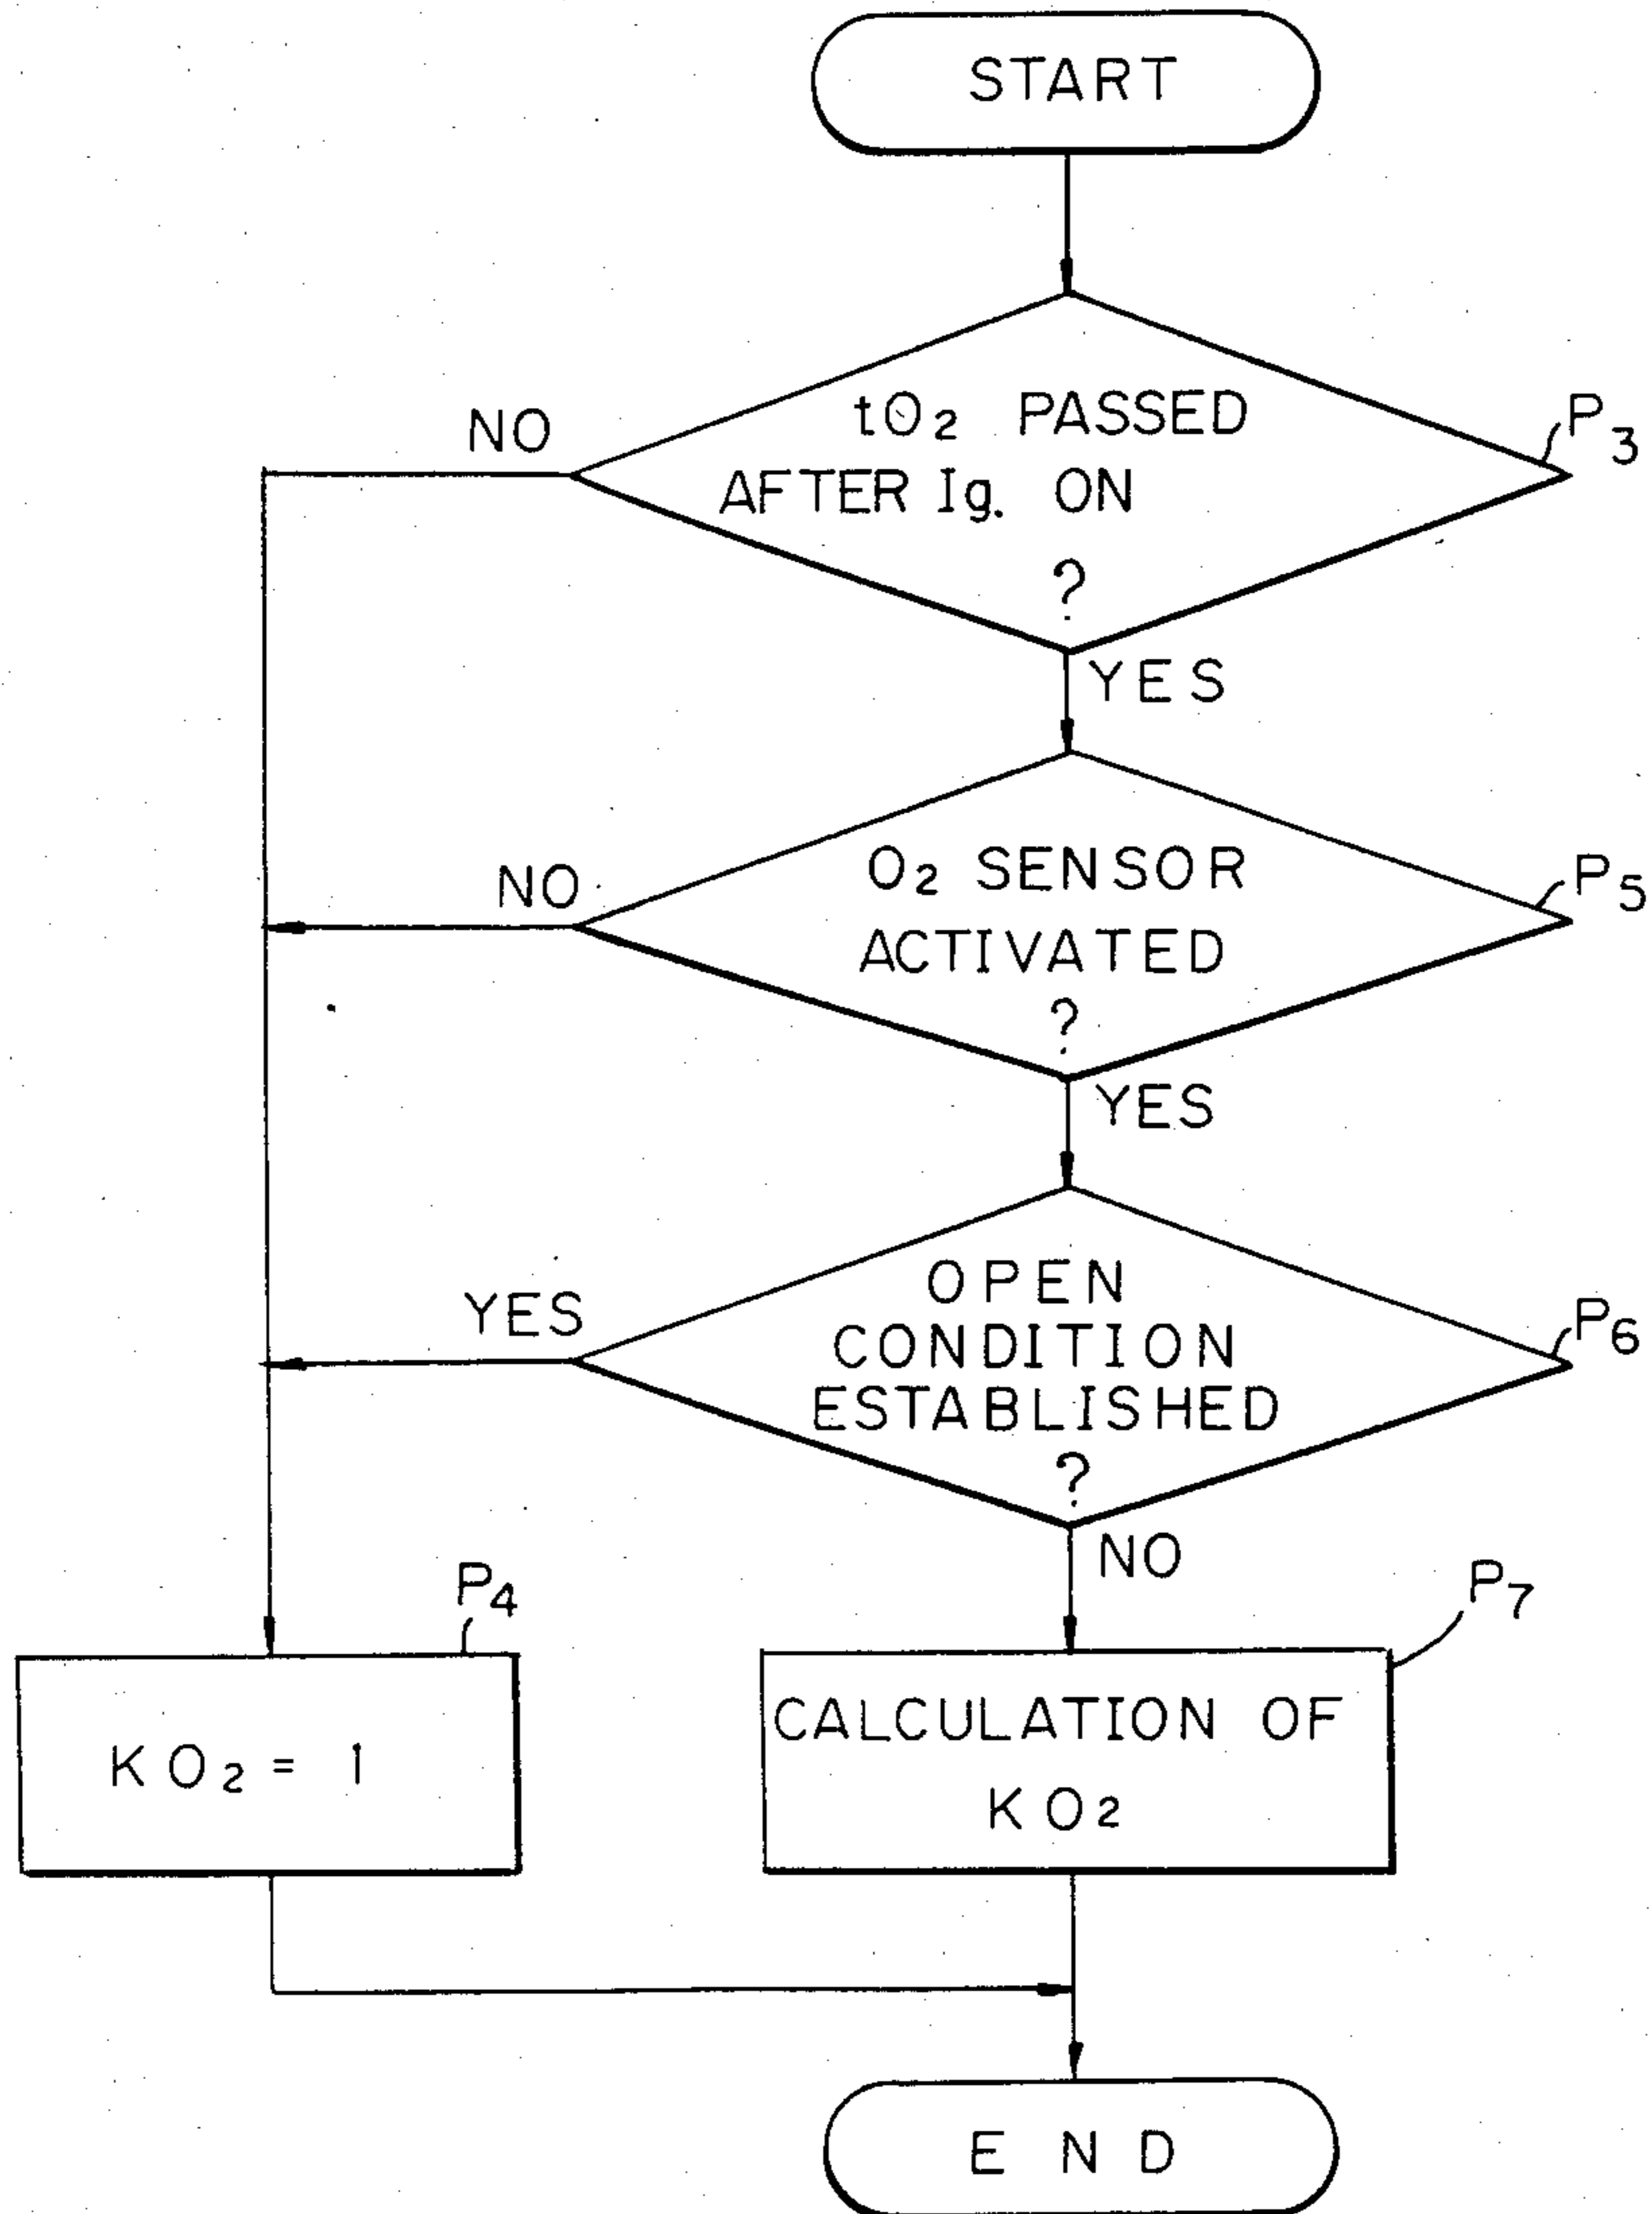 START
tO₂ PASSED
AFTER Ig. ON
?
NO
P₃
YES
O₂ SENSOR
ACTIVATED
?
NO
P₅
YES
OPEN
CONDITION
ESTABLISHED
?
YES
P₆
NO
P₄
KO₂ = 1
P₇
CALCULATION OF
KO₂
END